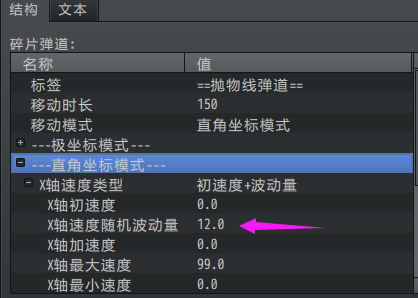 结构 文本
碎片弹道:
名称 值
标签 ==抛物线弹道==
移动时长 150
移动模式 直角坐标模式
---极坐标模式---
---直角坐标模式---
X轴速度类型 初速度+波动量
X轴初速度 0.0
X轴速度随机波动量 12.0
X轴加速度 0.0
X轴最大速度 99.0
X轴最小速度 0.0